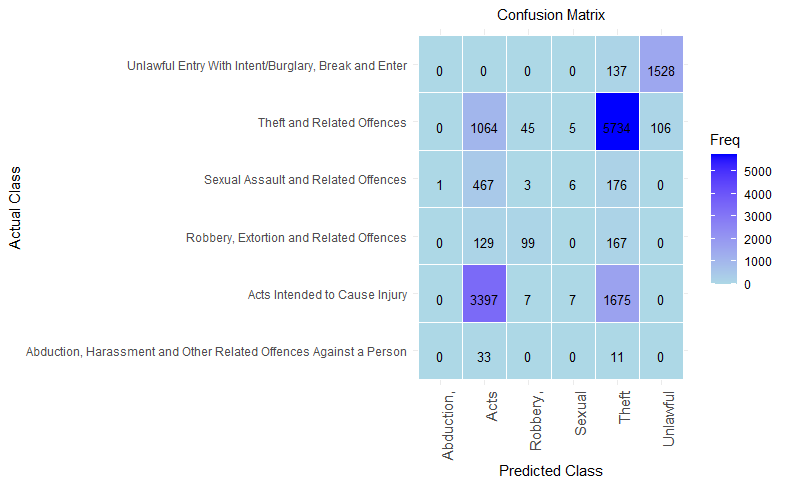 Confusion Matrix
Actual Class
Unlawful Entry With Intent/Burglary, Break and Enter
0 0 0 0 137 1528
Theft and Related Offences
0 1064 45 5 5734 106
Sexual Assault and Related Offences
1 467 3 6 176 0
Robbery, Extortion and Related Offences
0 129 99 0 167 0
Acts Intended to Cause Injury
0 3397 7 7 1675 0
Abduction, Harassment and Other Related Offences Against a Person
0 33 0 0 11 0
Abduction, Acts Robbery, Sexual Theft Unlawful
Predicted Class
Freq
5000
4000
3000
2000
1000
0